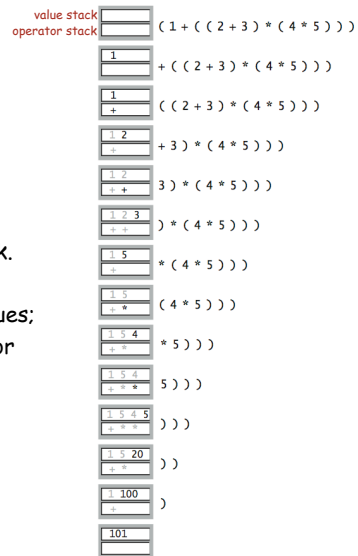 value stack
operator stack
( 1 + ( ( 2 + 3 ) * ( 4 * 5 ) ) )
1
+ ( ( 2 + 3 ) * ( 4 * 5 ) ) )
1
+
( ( 2 + 3 ) * ( 4 * 5 ) ) )
1 2
+
+ 3 ) * ( 4 * 5 ) ) )
1 2
+ +
3 ) * ( 4 * 5 ) ) )
1 2 3
+ +
) * ( 4 * 5 ) ) )
1 5
+
* ( 4 * 5 ) ) )
1 5
+ *
( 4 * 5 ) ) )
1 5 4
+ *
* 5 ) ) )
1 5 4
+ * *
5 ) ) )
1 5 4 5
+ * *
) ) )
1 5 20
+ *
) )
1 100
+
)
101